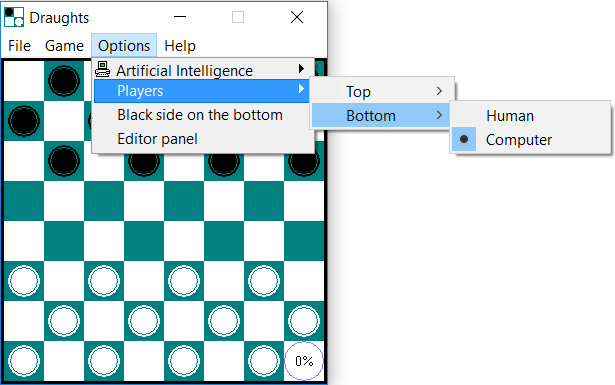 Draughts
File Game Options Help
Artificial Intelligence
Players
Black side on the bottom
Editor panel
Top
Bottom
Human
Computer
0%